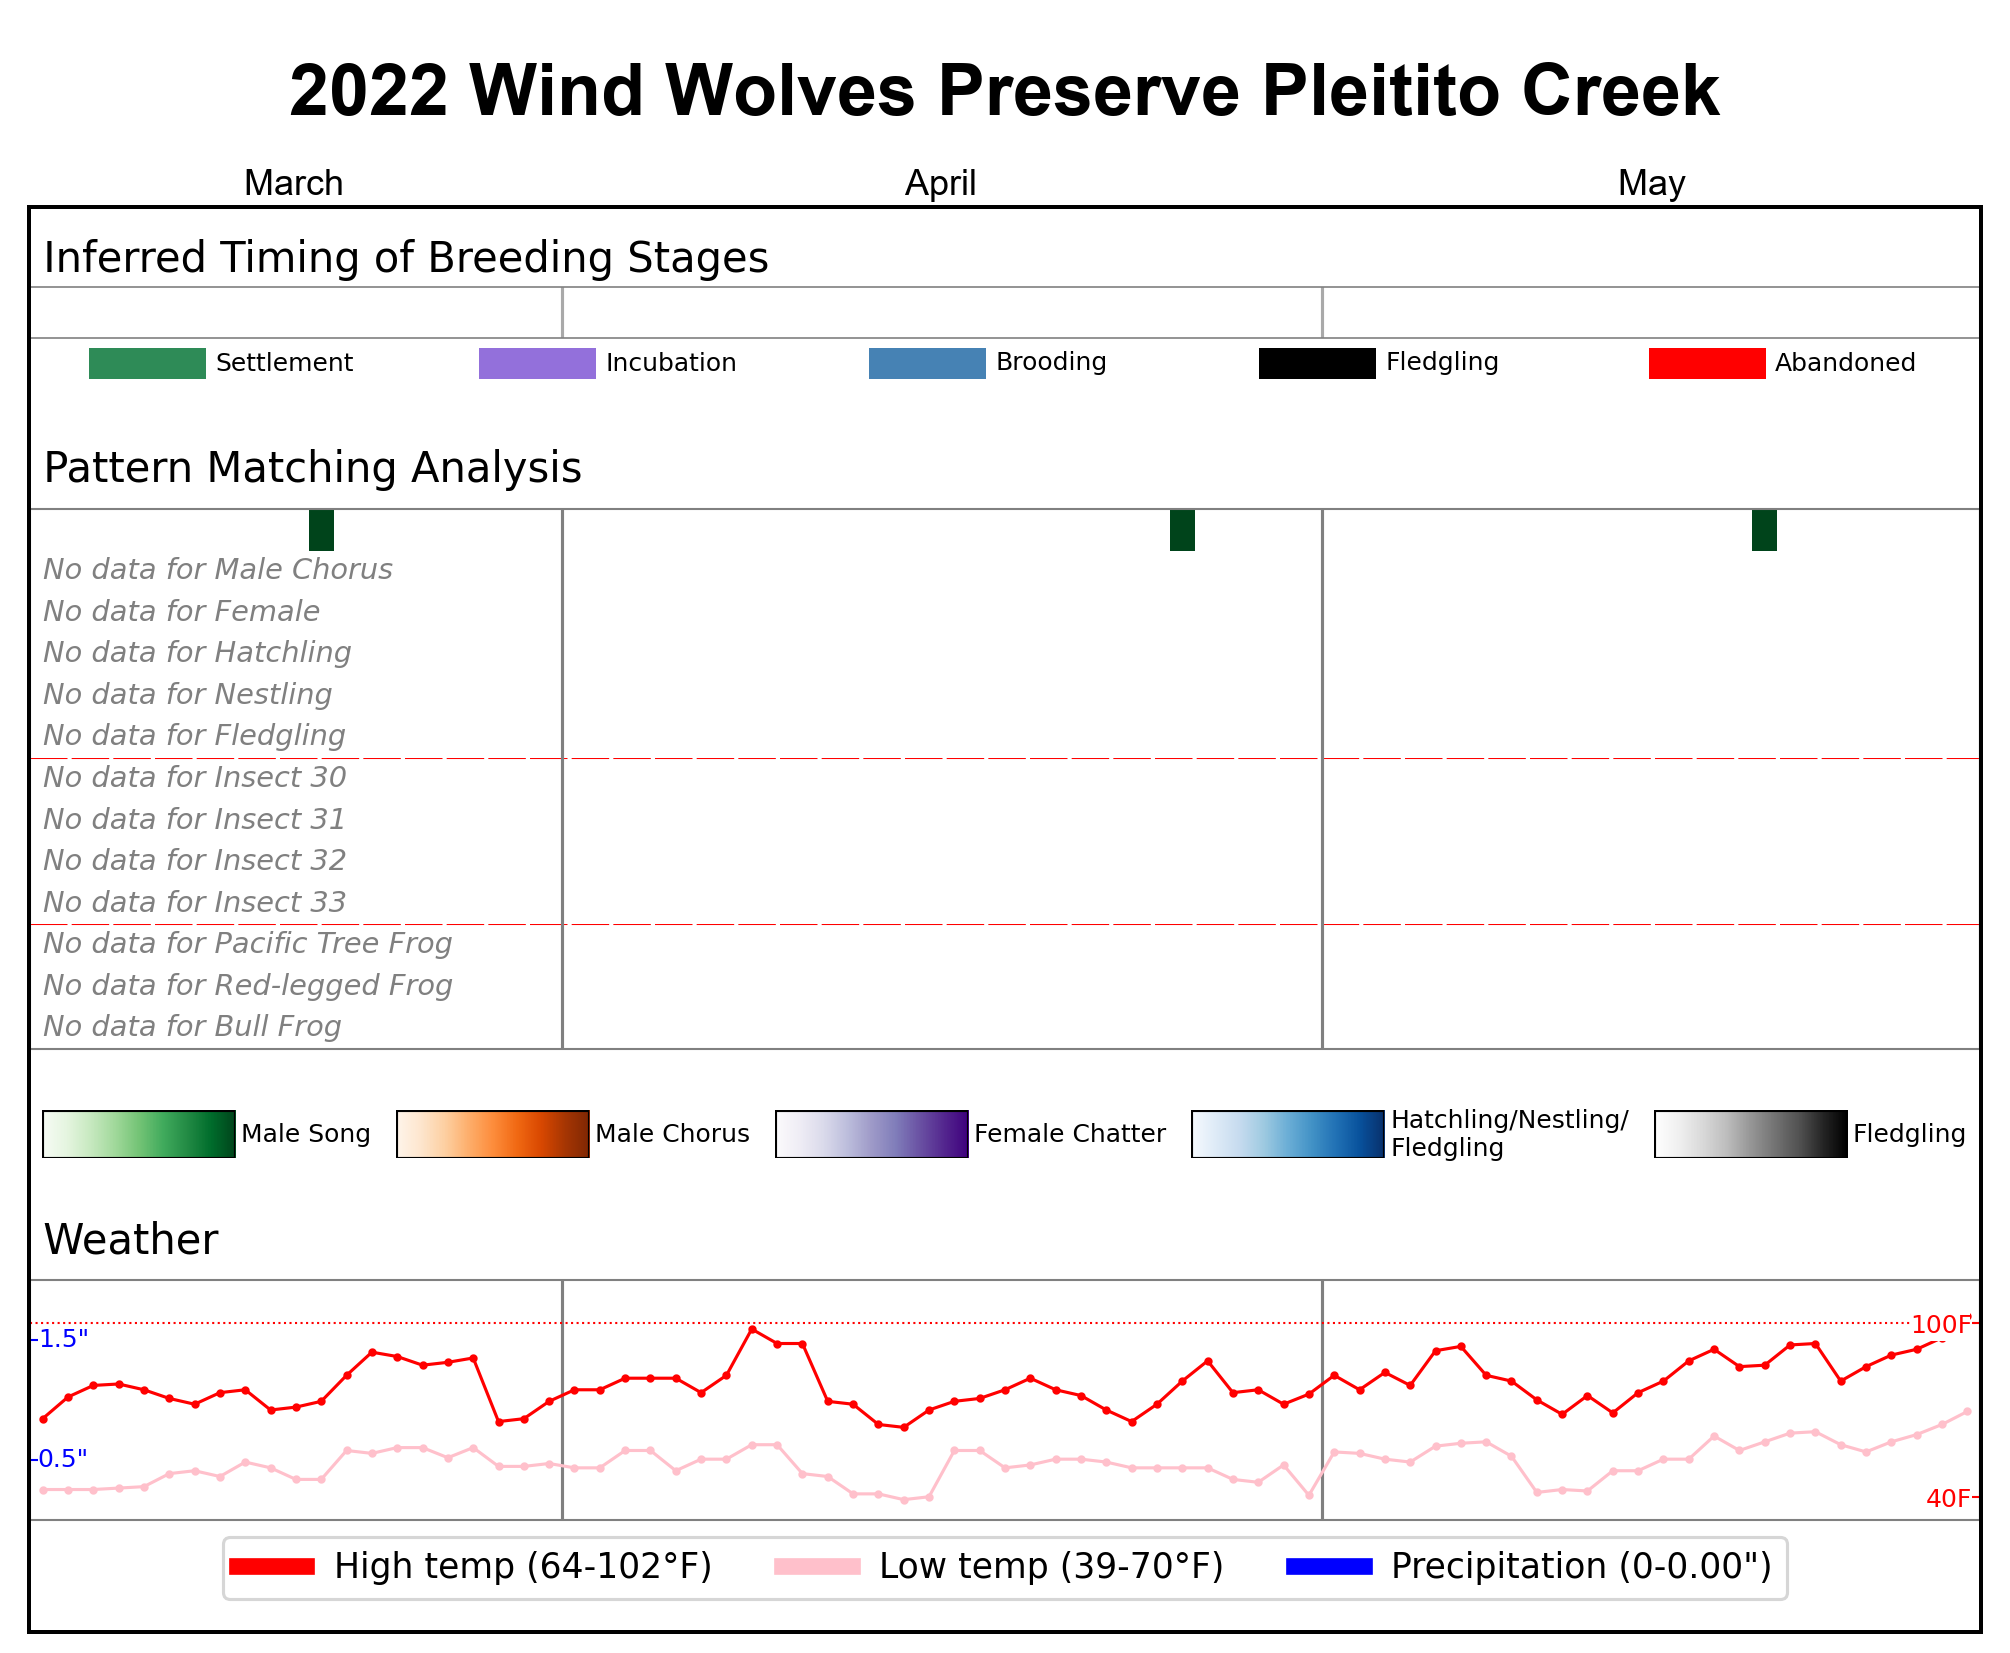 2022 Wind Wolves Preserve Pleitito Creek
March April May
Inferred Timing of Breeding Stages
Settlement Incubation Brooding Fledgling Abandoned
Pattern Matching Analysis
No data for Male Chorus
No data for Female
No data for Hatchling
No data for Nestling
No data for Fledgling
No data for Insect 30
No data for Insect 31
No data for Insect 32
No data for Insect 33
No data for Pacific Tree Frog
No data for Red-legged Frog
No data for Bull Frog
Male Song Male Chorus Female Chatter Hatchling/Nestling/
Fledgling Fledgling
Weather
1.5" 100F
0.5" 40F
High temp (64-102°F) Low temp (39-70°F) Precipitation (0-0.00")